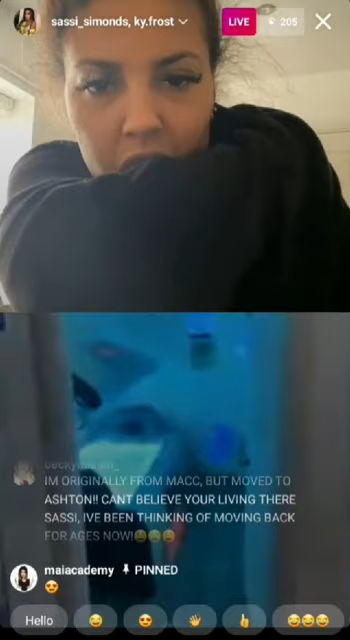 sassi_simonds, ky.frost
LIVE
205
IM ORIGINALLY FROM MACC, BUT MOVED TO
ASHTON!! CANT BELIEVE YOUR LIVING THERE
SASSI, IVE BEEN THINKING OF MOVING BACK
FOR AGES NOW!😩😩😩
maiacademy PINNED
😍
Hello 😂 😍 👋 👍 😂😂😂